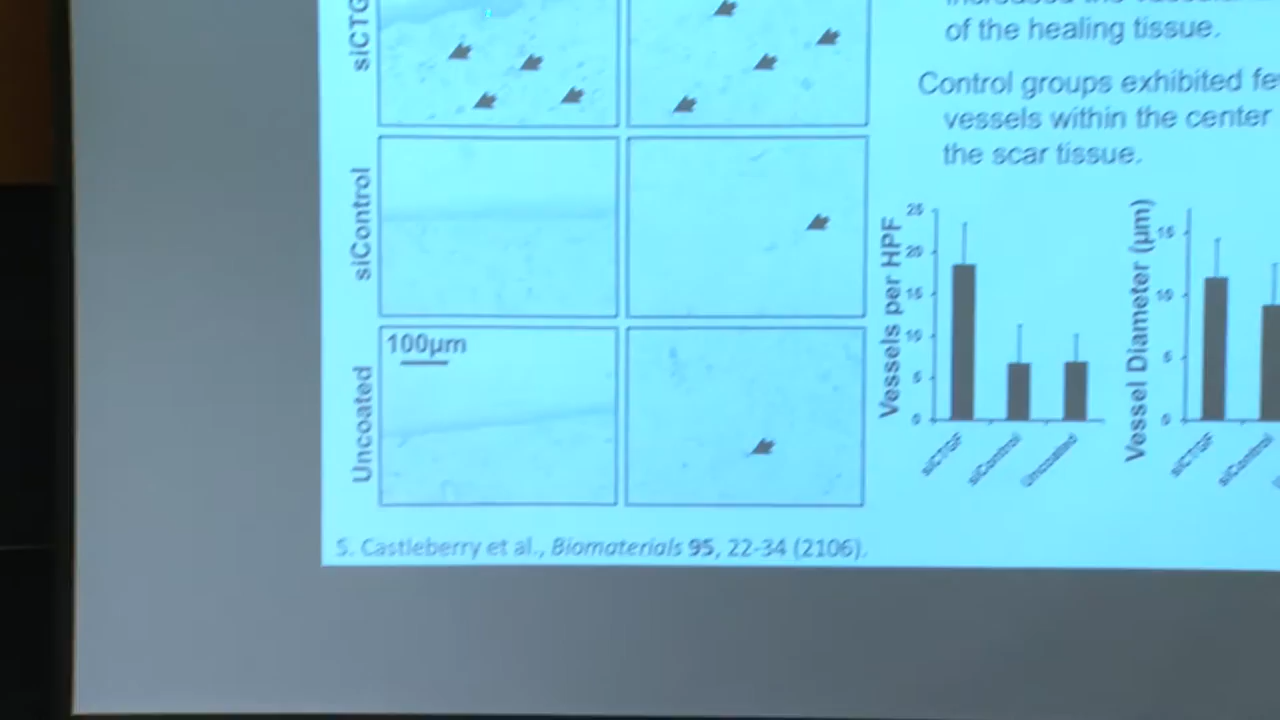 siCTG
of the healing tissue.
Control groups exhibited fe
vessels within the center
the scar tissue.
siControl
Uncoated
100µm
Vessels per HPF
25
20
15
10
5
0
siCTGF
siControl
Uncoated
Vessel Diameter (µm)
15
10
5
0
siCTGF
siControl
S. Castleberry et al., Biomaterials 95, 22-34 (2106).